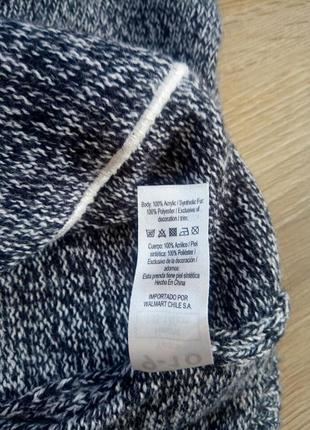 Body: 100% Acrylic / Synthetic Fur:
100% Polyester / Exclusive of
decoration / trim.
Cuerpo: 100% Acrílico / Piel
sintética: 100% Poliéster /
Exclusiva de la decoración /
adornos
Esta prenda tiene piel sintética
Hecho En China
IMPORTADO POR
WALMART CHILE S.A.